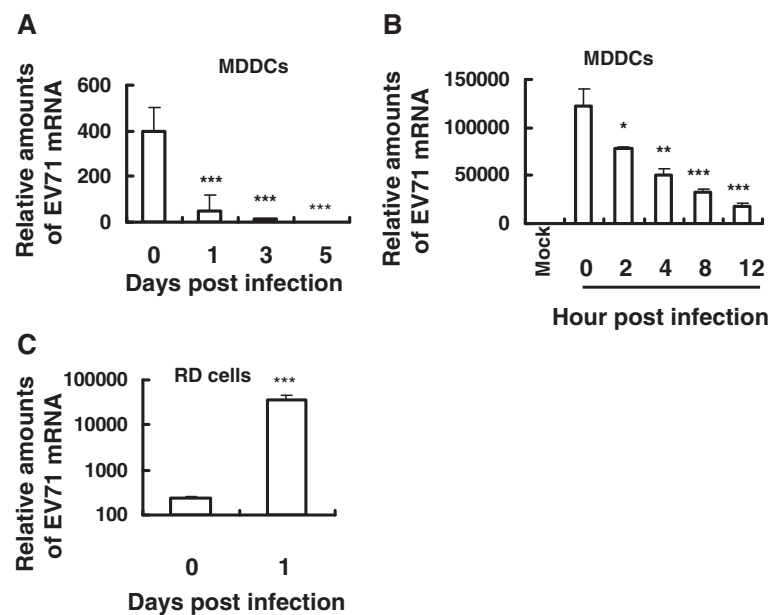 A
MDDCs
Relative amounts
of EV71 mRNA
600
400
200
0
***
***
***
0 1 3 5
Days post infection
B
MDDCs
Relative amounts
of EV71 mRNA
150000
100000
50000
0
*
**
***
***
Mock
0 2 4 8 12
Hour post infection
C
RD cells
Relative amounts
of EV71 mRNA
100000
10000
1000
100
***
0 1
Days post infection